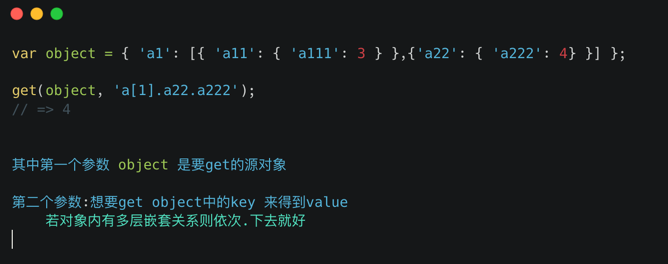 var object = { 'a1': [{ 'a11': { 'a111': 3 } },{'a22': { 'a222': 4} }] };
get(object, 'a[1].a22.a222');
// => 4
其中第一个参数 object 是要get的源对象
第二个参数:想要get object中的key 来得到value
若对象内有多层嵌套关系则依次.下去就好